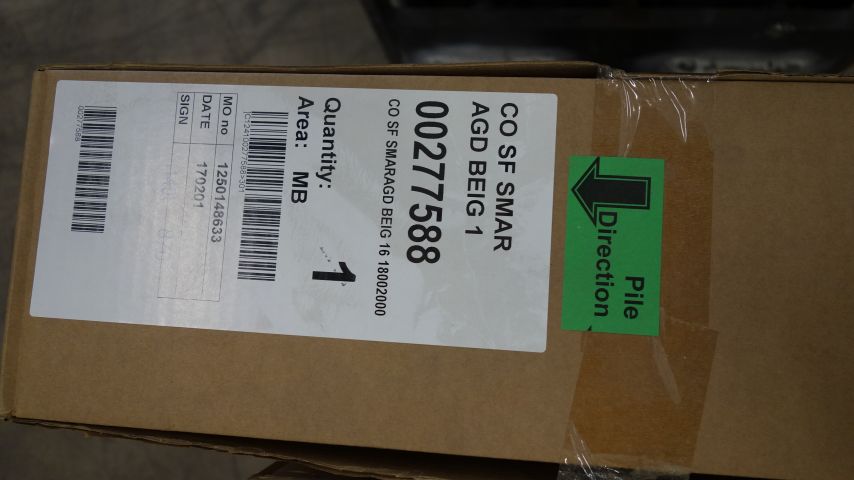 CO SF SMAR
AGD BEIG 1
00277588
CO SF SMARAGD BEIG 16 18002000
Quantity: 1
Area: MB
MO no 1250148633
DATE 170201
SIGN
00277588
Pile
Direction